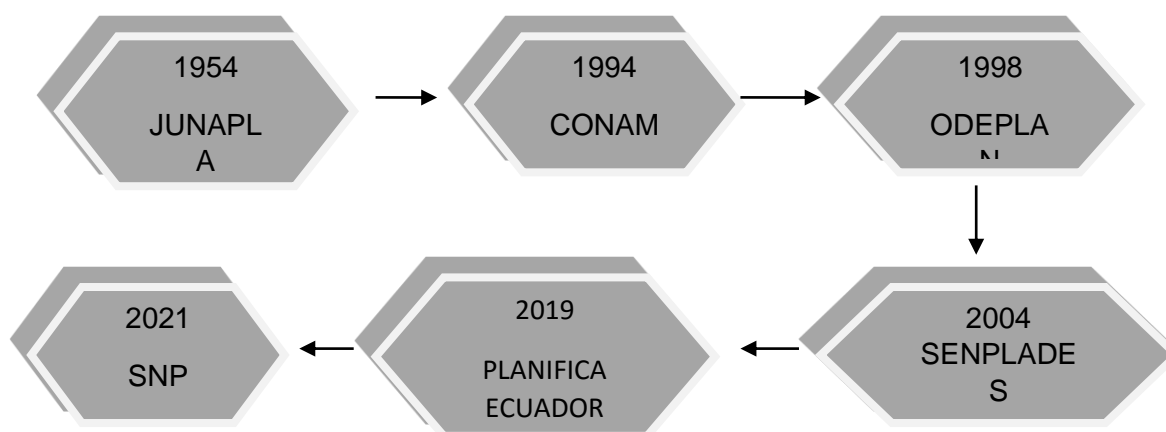 1954
JUNAPL
A
1994
CONAM
1998
ODEPLA
N
2004
SENPLADE
S
2019
PLANIFICA
ECUADOR
2021
SNP